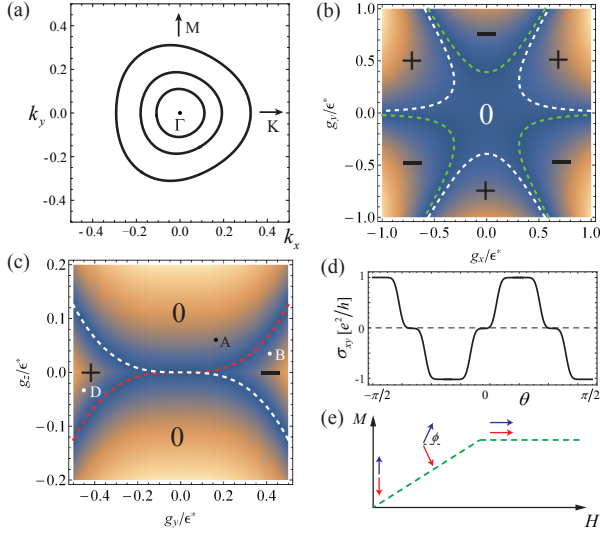 (a)
0.4
0.2
0.0
-0.2
-0.4
k_y
M
Γ
K
-0.4 -0.2 0.0 0.2 0.4
k_x
(b)
1.0
0.5
0.0
-0.5
-1.0
g_y/ϵ*
+ − +
0
− + −
-1.0 -0.5 0.0 0.5 1.0
g_x/ϵ*
(c)
0.2
0.1
0.0
-0.1
-0.2
g_z/ϵ*
0
A
B
+ −
D
0
-0.4 -0.2 0.0 0.2 0.4
g_y/ϵ*
(d)
1
0
-1
σ_xy [e²/h]
−π/2 0 θ π/2
(e)
M
ϕ
H